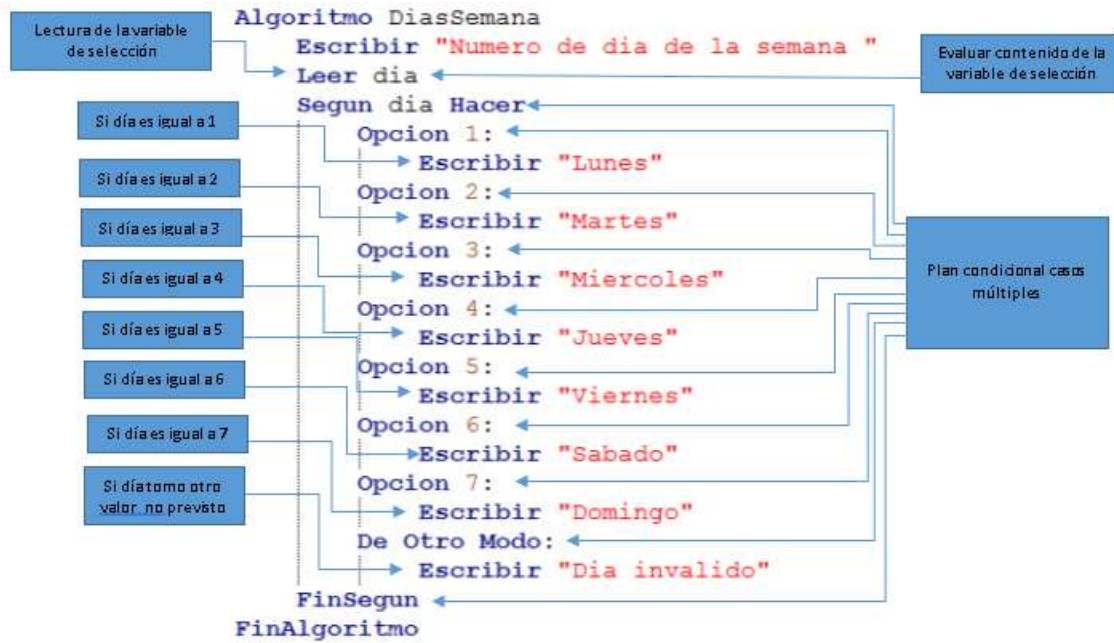 Algoritmo DiasSemana
Escribir "Numero de dia de la semana "
Leer dia
Segun dia Hacer
Opcion 1:
Escribir "Lunes"
Opcion 2:
Escribir "Martes"
Opcion 3:
Escribir "Miercoles"
Opcion 4:
Escribir "Jueves"
Opcion 5:
Escribir "Viernes"
Opcion 6:
Escribir "Sabado"
Opcion 7:
Escribir "Domingo"
De Otro Modo:
Escribir "Dia invalido"
FinSegun
FinAlgoritmo
Lectura de la variable
de selección
Si día es igual a 1
Si día es igual a 2
Si día es igual a 3
Si día es igual a 4
Si día es igual a 5
Si día es igual a 6
Si día es igual a 7
Si día tomo otro
valor no previsto
Evaluar contenido de la
variable de selección
Plan condicional casos
múltiples